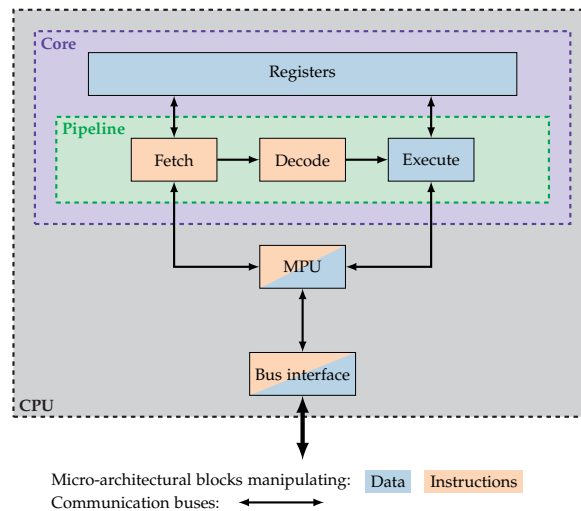 Core
Registers
Pipeline
Fetch
Decode
Execute
MPU
Bus interface
CPU
Micro-architectural blocks manipulating: Data Instructions
Communication buses: